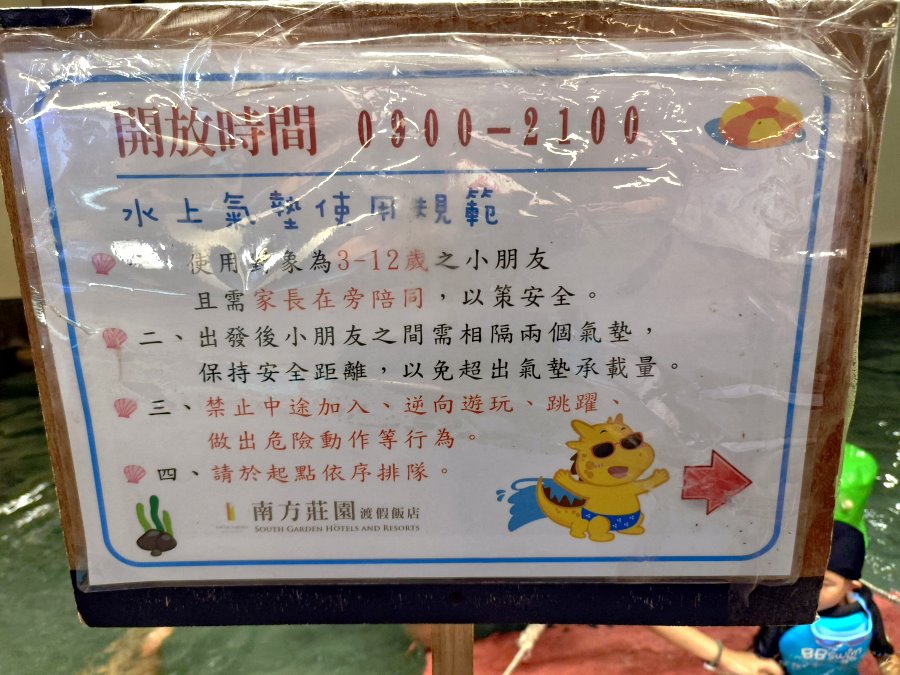 開放時間 0900-2100
水上氣墊使用規範
使用對象為3-12歲之小朋友
且需家長在旁陪同，以策安全。
二、出發後小朋友之間需相隔兩個氣墊，
保持安全距離，以免超出氣墊承載量。
三、禁止中途加入、逆向遊玩、跳躍、
做出危險動作等行為。
四、請於起點依序排隊。
南方莊園渡假飯店
SOUTH GARDEN HOTELS AND RESORTS
BBSwim